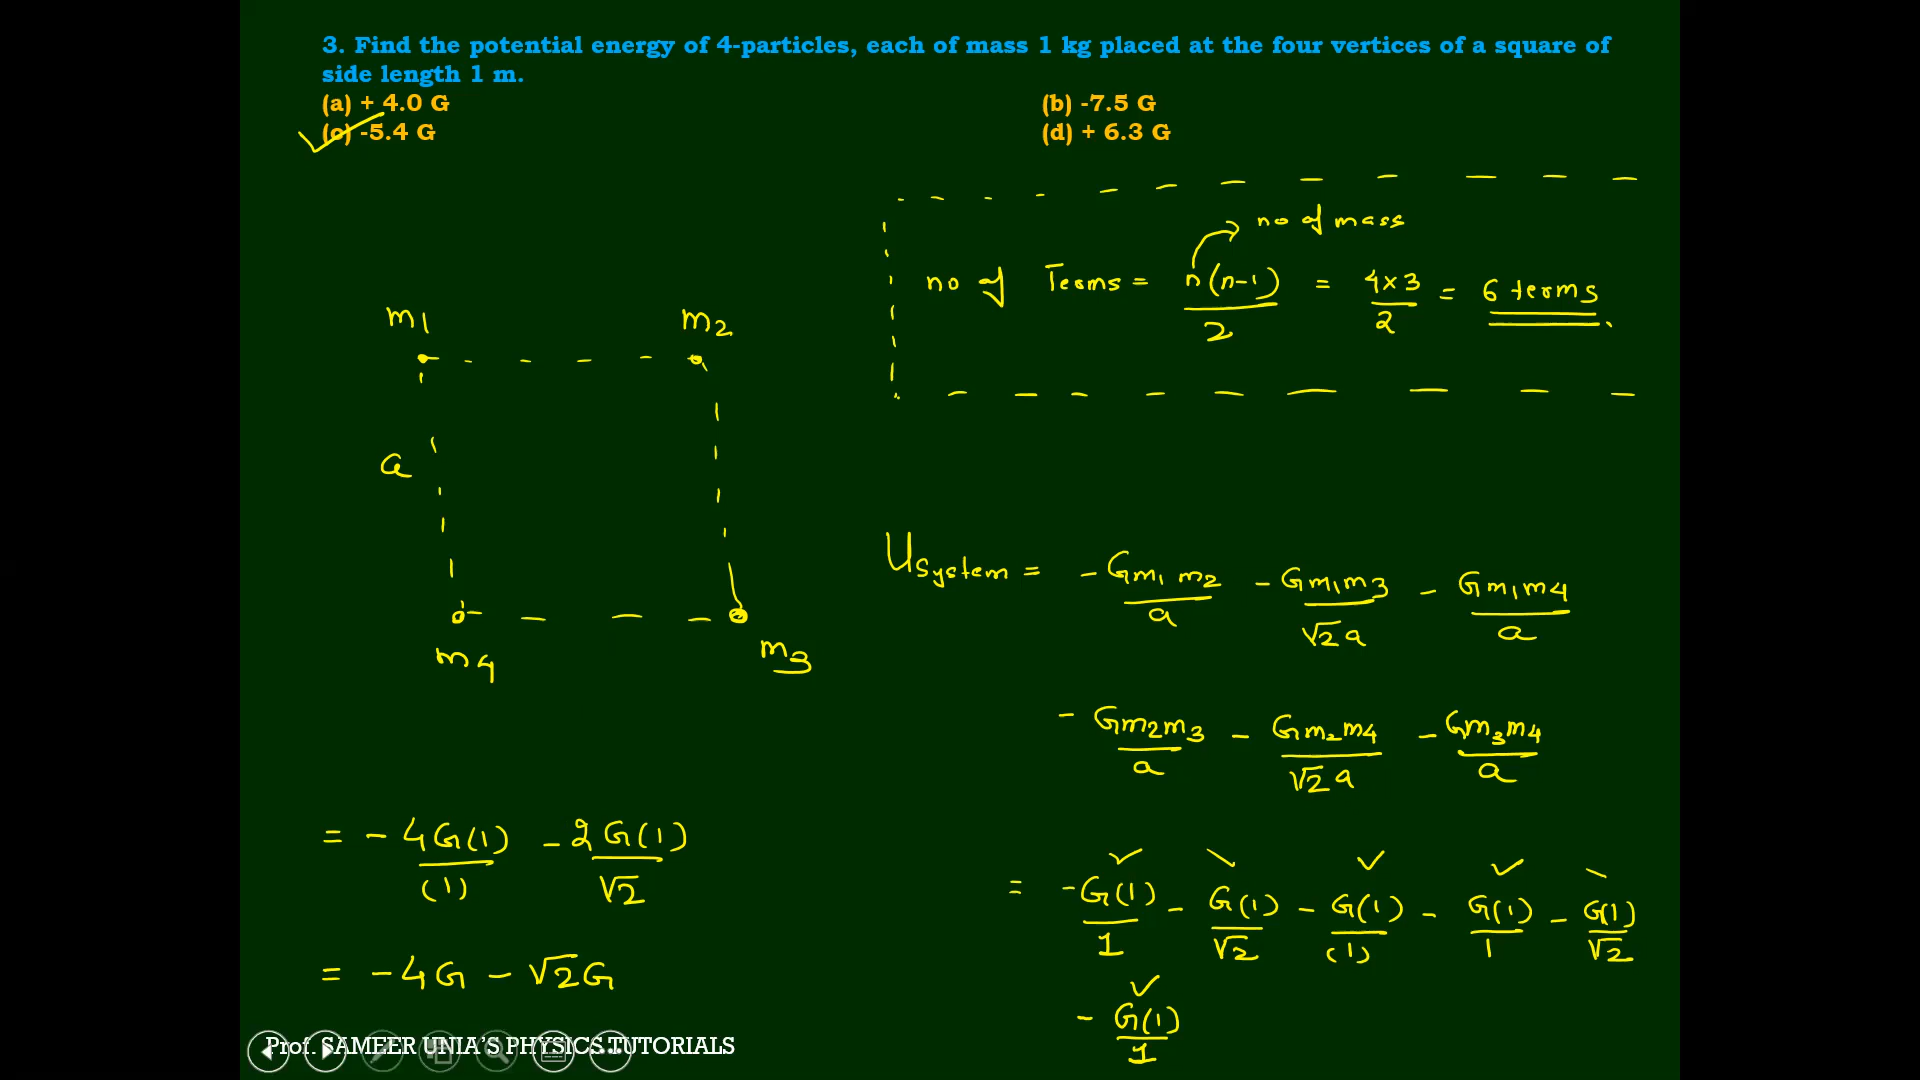 3. Find the potential energy of 4-particles, each of mass 1 kg placed at the four vertices of a square of
side length 1 m.
(a) + 4.0 G
(b) -7.5 G
(c) -5.4 G
(d) + 6.3 G
no of mass
no of Terms = n(n-1)/2 = 4×3/2 = 6 terms.
m1 m2
a
m4 m3
Usystem = - Gm1m2/a - Gm1m3/√2a - Gm1m4/a
- Gm2m3/a - Gm2m4/√2a - Gm3m4/a
= -G(1)/1 - G(1)/√2 - G(1)/(1) - G(1)/1 - G(1)/√2
- G(1)/1
= - 4G(1)/(1) - 2G(1)/√2
= - 4G - √2G
Prof. SAMEER UNIA'S PHYSICS TUTORIALS